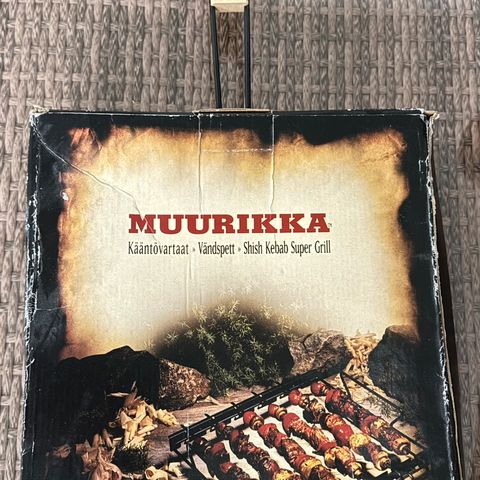 MUURIKKA
Kääntövartaat » Vändspett » Shish Kebab Super Grill